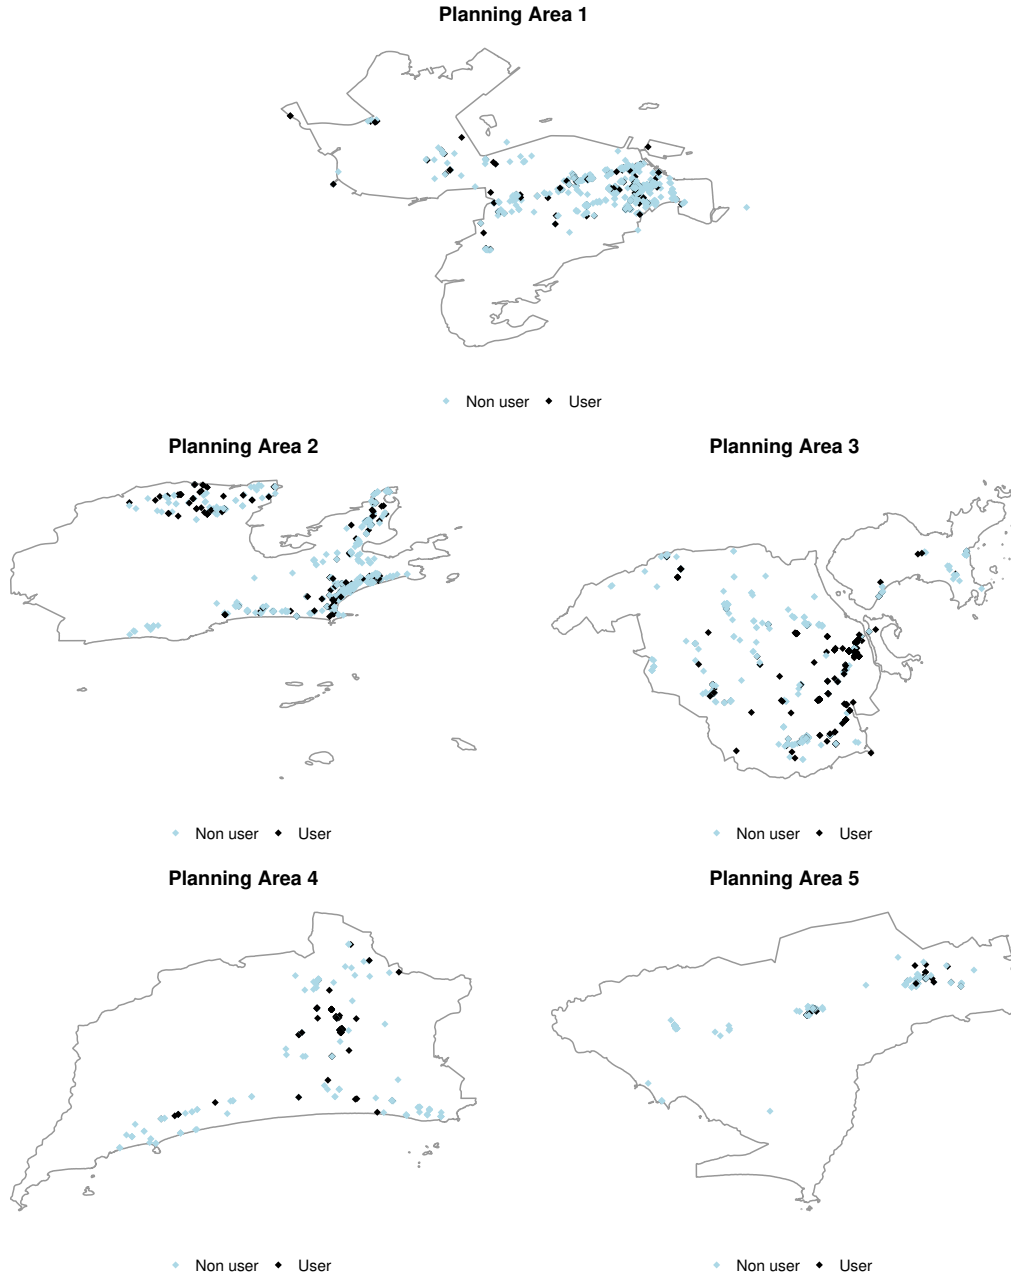 Planning Area 1
Non user User
Planning Area 2
Planning Area 3
Non user User
Non user User
Planning Area 4
Planning Area 5
Non user User
Non user User